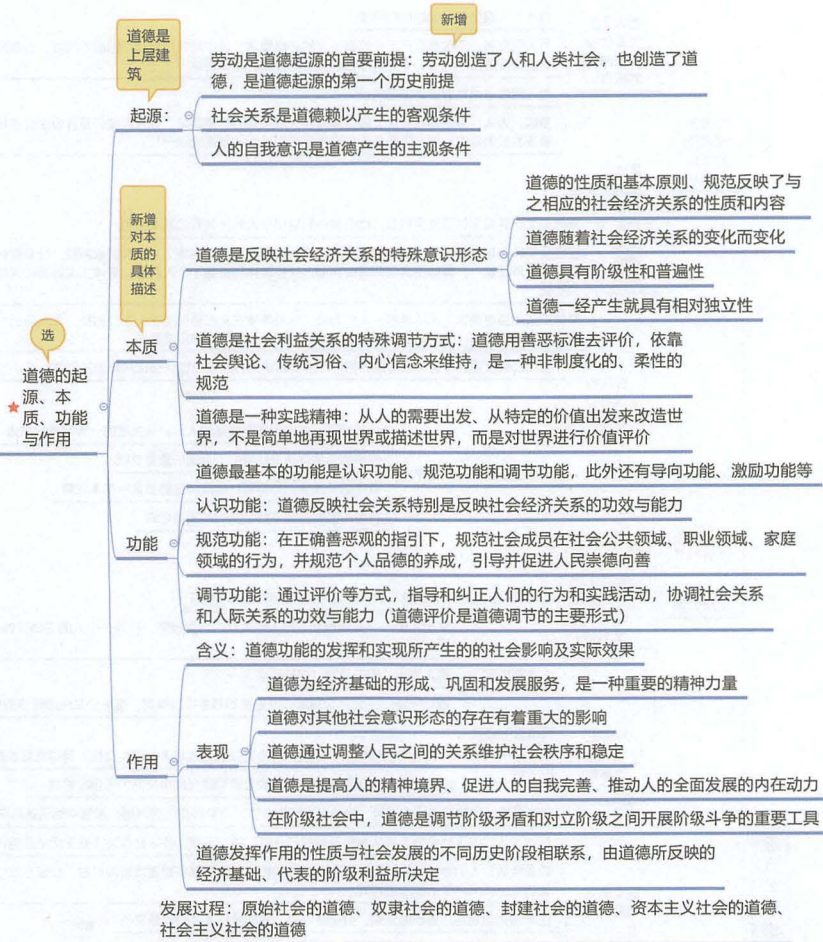 道德是
上层建
筑
新增
劳动是道德起源的首要前提：劳动创造了人和人类社会，也创造了道
德，是道德起源的第一个历史前提
起源：
社会关系是道德赖以产生的客观条件
人的自我意识是道德产生的主观条件
新增
对本
质的
具体
描述
道德的性质和基本原则、规范反映了与
之相应的社会经济关系的性质和内容
道德是反映社会经济关系的特殊意识形态
道德随着社会经济关系的变化而变化
道德具有阶级性和普遍性
道德一经产生就具有相对独立性
选
道德的起
源、本
质、功能
与作用
本质
道德是社会利益关系的特殊调节方式：道德用善恶标准去评价，依靠
社会舆论、传统习俗、内心信念来维持，是一种非制度化的、柔性的
规范
道德是一种实践精神：从人的需要出发、从特定的价值出发来改造世
界，不是简单地再现世界或描述世界，而是对世界进行价值评价
功能
道德最基本的功能是认识功能、规范功能和调节功能，此外还有导向功能、激励功能等
认识功能：道德反映社会关系特别是反映社会经济关系的功效与能力
规范功能：在正确善恶观的指引下，规范社会成员在社会公共领域、职业领域、家庭
领域的行为，并规范个人品德的养成，引导并促进人民崇德向善
调节功能：通过评价等方式，指导和纠正人们的行为和实践活动，协调社会关系
和人际关系的功效与能力（道德评价是道德调节的主要形式）
作用
含义：道德功能的发挥和实现所产生的的社会影响及实际效果
表现
道德为经济基础的形成、巩固和发展服务，是一种重要的精神力量
道德对其他社会意识形态的存在有着重大的影响
道德通过调整人民之间的关系维护社会秩序和稳定
道德是提高人的精神境界、促进人的自我完善、推动人的全面发展的内在动力
在阶级社会中，道德是调节阶级矛盾和对立阶级之间开展阶级斗争的重要工具
道德发挥作用的性质与社会发展的不同历史阶段相联系，由道德所反映的
经济基础、代表的阶级利益所决定
发展过程：原始社会的道德、奴隶社会的道德、封建社会的道德、资本主义社会的道德、
社会主义社会的道德